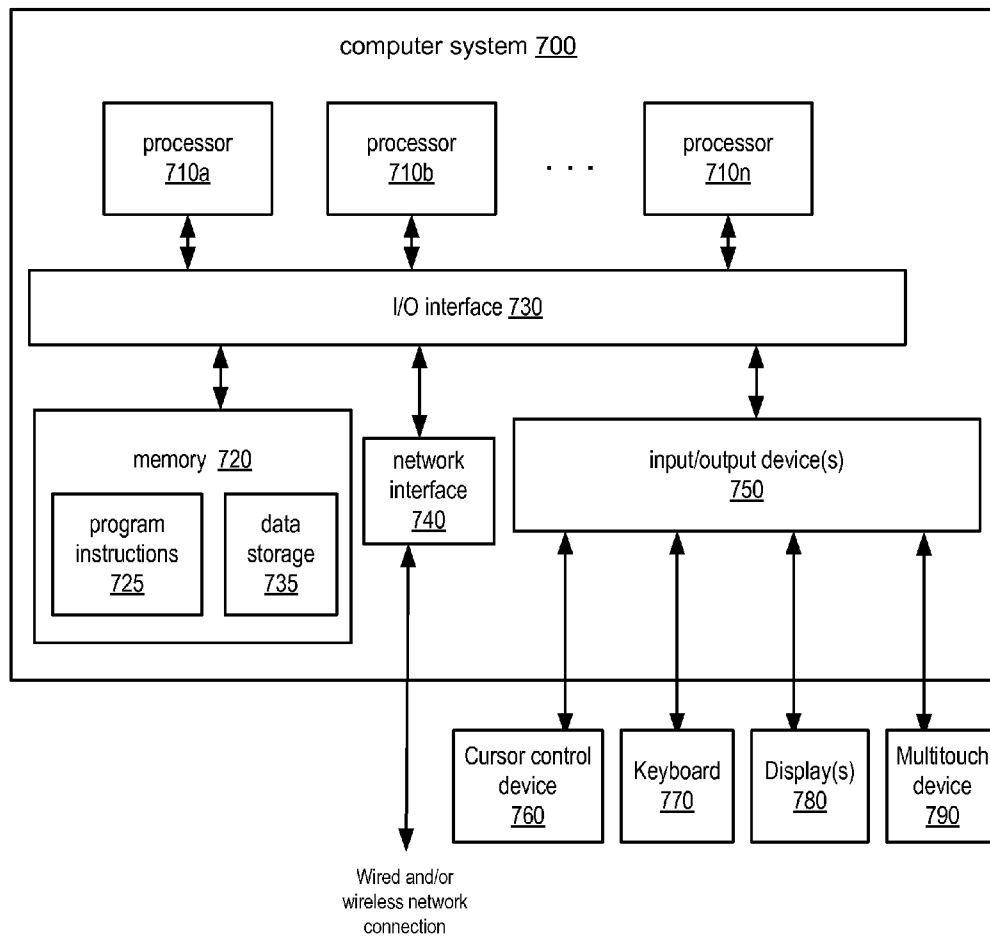 computer system 700
processor
710a
processor
710b
. . .
processor
710n
I/O interface 730
memory 720
program
instructions
725
data
storage
735
network
interface
740
input/output device(s)
750
Cursor control
device
760
Keyboard
770
Display(s)
780
Multitouch
device
790
Wired and/or
wireless network
connection